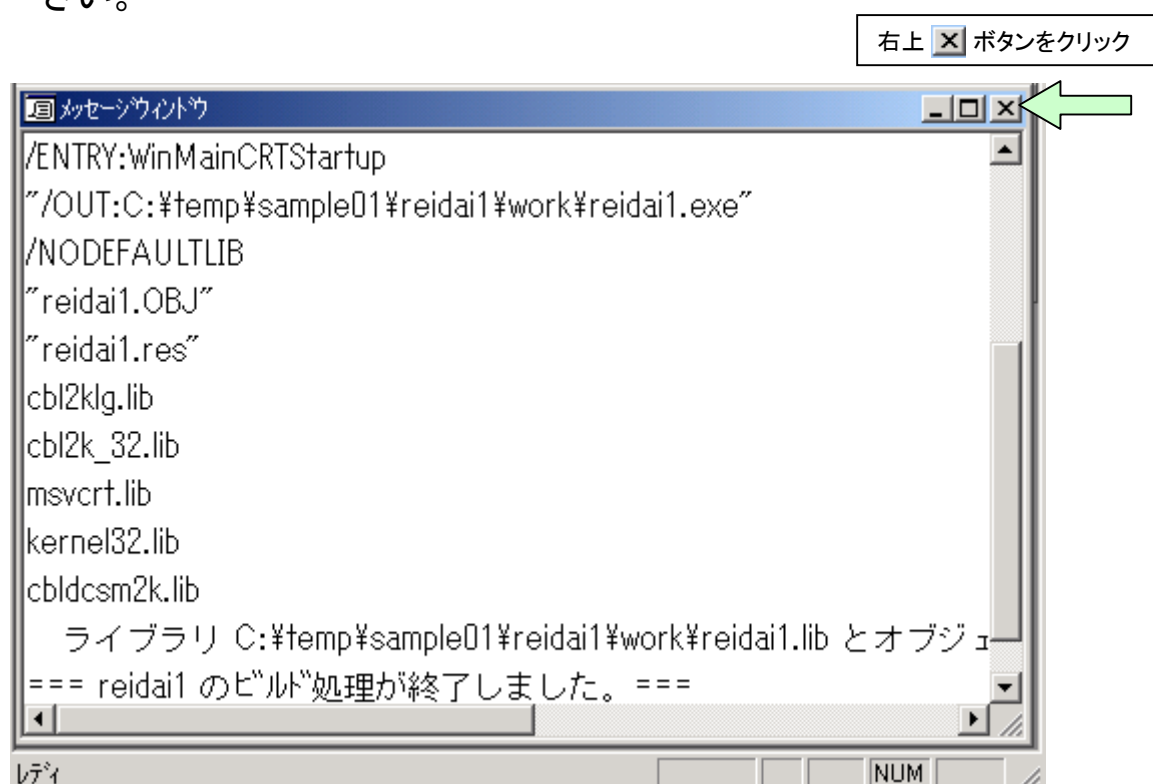 さい。
右上 ボタンをクリック
ﾒｯｾｰｼﾞｳｨﾝﾄﾞｳ
/ENTRY:WinMainCRTStartup
"/OUT:C:¥temp¥sample01¥reidai1¥work¥reidai1.exe"
/NODEFAULTLIB
"reidai1.OBJ"
"reidai1.res"
cbl2klg.lib
cbl2k_32.lib
msvcrt.lib
kernel32.lib
cbldcsm2k.lib
ライブラリ C:¥temp¥sample01¥reidai1¥work¥reidai1.lib とオブジェ
=== reidai1 のﾋﾞﾙﾄﾞ処理が終了しました。===
ﾚﾃﾞｨ
NUM